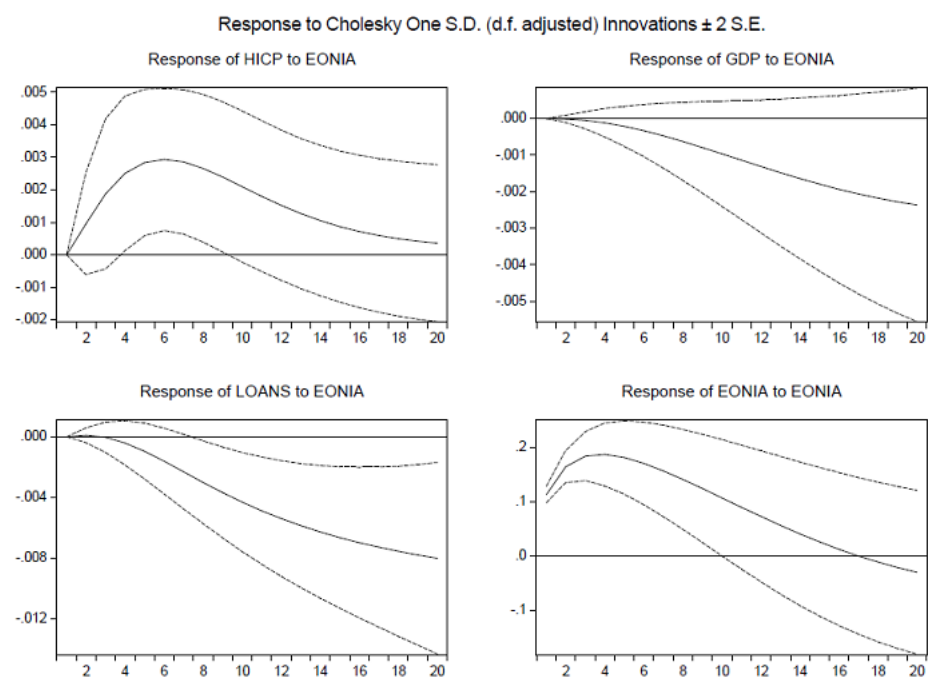 Response to Cholesky One S.D. (d.f. adjusted) Innovations ± 2 S.E.
Response of HICP to EONIA
.005
.004
.003
.002
.001
.000
-.001
-.002
2 4 6 8 10 12 14 16 18 20
Response of GDP to EONIA
.000
-.001
-.002
-.003
-.004
-.005
2 4 6 8 10 12 14 16 18 20
Response of LOANS to EONIA
.000
-.004
-.008
-.012
2 4 6 8 10 12 14 16 18 20
Response of EONIA to EONIA
.2
.1
.0
-.1
2 4 6 8 10 12 14 16 18 20